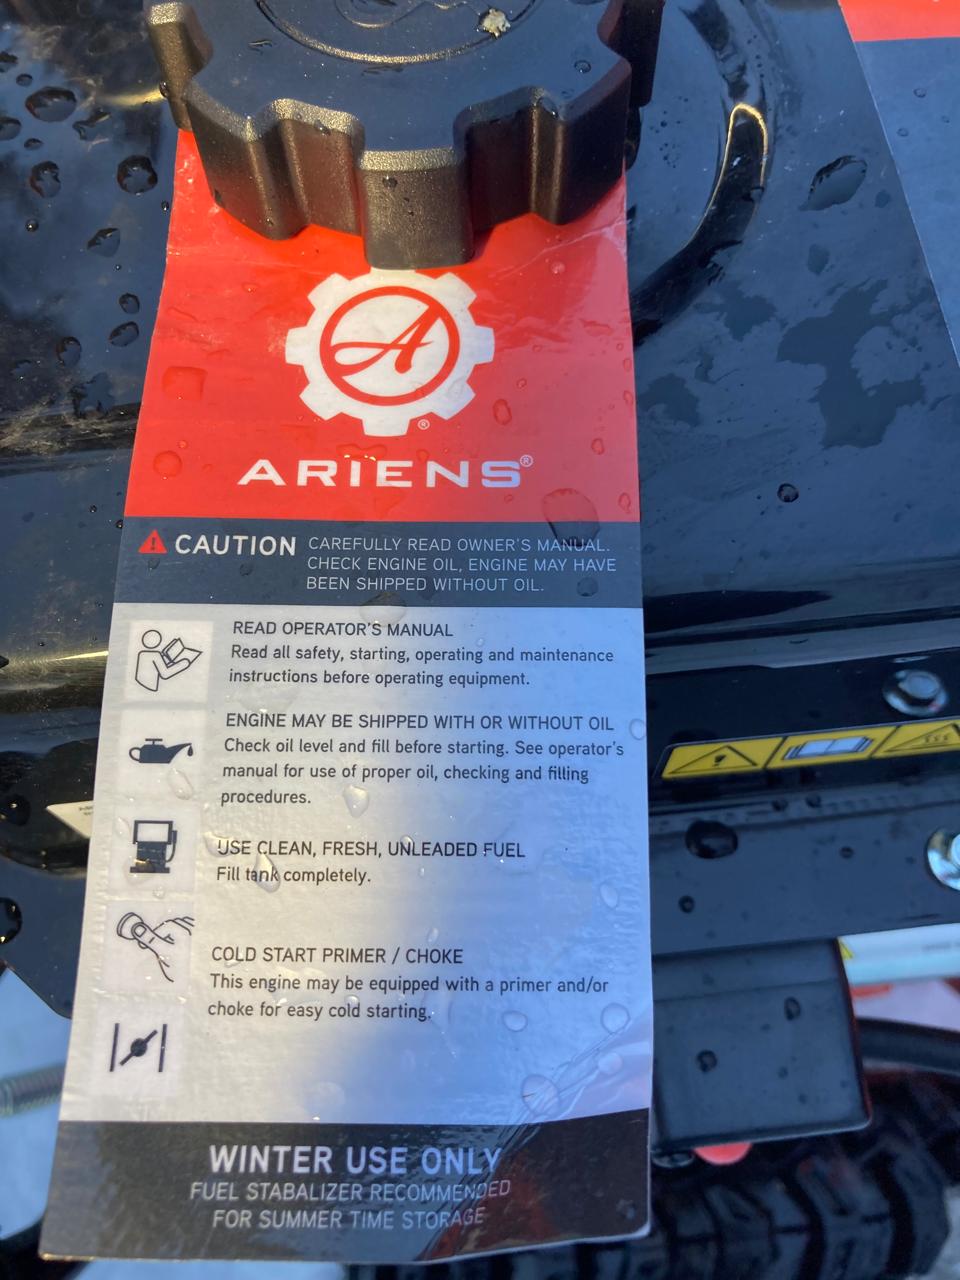 A
®
ARIENS®
CAUTION CAREFULLY READ OWNER'S MANUAL.
CHECK ENGINE OIL, ENGINE MAY HAVE
BEEN SHIPPED WITHOUT OIL.
READ OPERATOR'S MANUAL
Read all safety, starting, operating and maintenance
instructions before operating equipment.
ENGINE MAY BE SHIPPED WITH OR WITHOUT OIL
Check oil level and fill before starting. See operator's
manual for use of proper oil, checking and filling
procedures.
USE CLEAN, FRESH, UNLEADED FUEL
Fill tank completely.
COLD START PRIMER / CHOKE
This engine may be equipped with a primer and/or
choke for easy cold starting.
WINTER USE ONLY
FUEL STABALIZER RECOMMENDED
FOR SUMMER TIME STORAGE